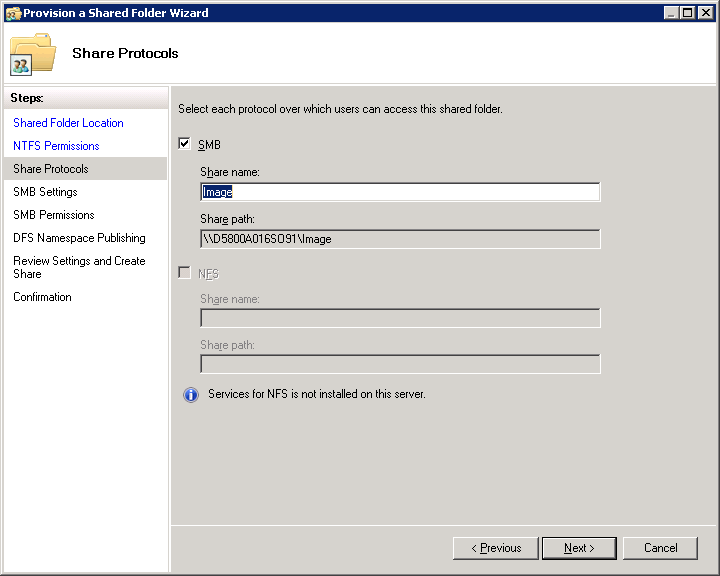 Provision a Shared Folder Wizard
Share Protocols
Steps:
Shared Folder Location
NTFS Permissions
Share Protocols
SMB Settings
SMB Permissions
DFS Namespace Publishing
Review Settings and Create
Share
Confirmation
Select each protocol over which users can access this shared folder.
SMB
Share name:
Image
Share path:
\\D5800A016SO91\Image
NFS
Share name:
Share path:
Services for NFS is not installed on this server.
< Previous
Next >
Cancel